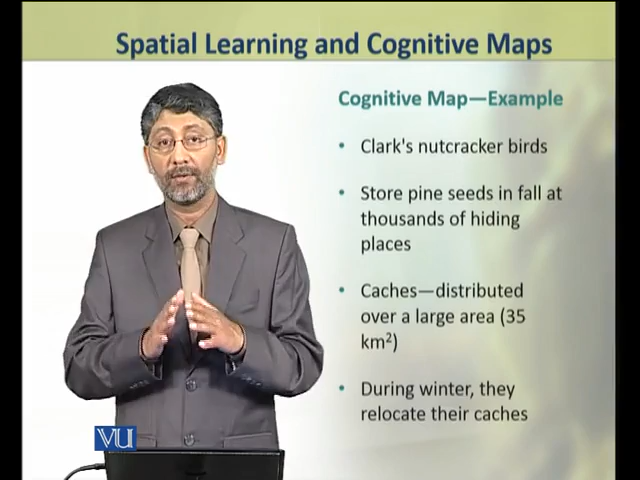 Spatial Learning and Cognitive Maps
Cognitive Map—Example
• Clark's nutcracker birds
• Store pine seeds in fall at
thousands of hiding
places
• Caches—distributed
over a large area (35
km²)
• During winter, they
relocate their caches
VU